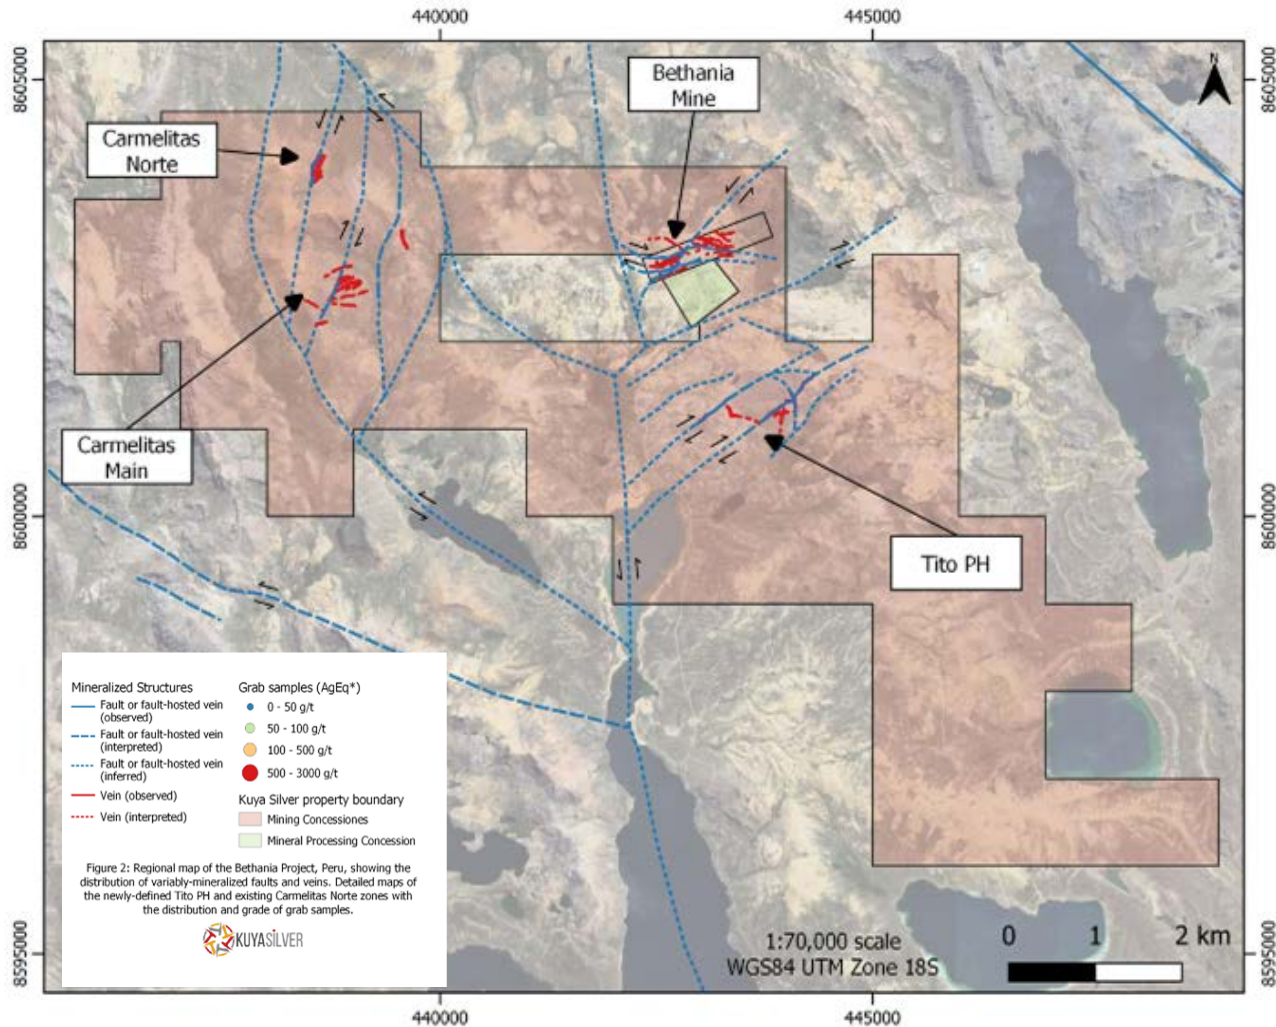 440000
445000
8605000
8605000
N
Bethania
Mine
Carmelitas
Norte
Carmelitas
Main
8600000
8600000
Tito PH
Mineralized Structures
Fault or fault-hosted vein
(observed)
Fault or fault-hosted vein
(interpreted)
Fault or fault-hosted vein
(inferred)
Vein (observed)
Vein (interpreted)
Grab samples (AgEq*)
0 - 50 g/t
50 - 100 g/t
100 - 500 g/t
500 - 3000 g/t
Kuya Silver property boundary
Mining Concessiones
Mineral Processing Concession
Figure 2: Regional map of the Bethania Project, Peru, showing the
distribution of variably-mineralized faults and veins. Detailed maps of
the newly-defined Tito PH and existing Carmelitas Norte zones with
the distribution and grade of grab samples.
KUYASILVER
1:70,000 scale
WGS84 UTM Zone 18S
0 1 2 km
8595000
8595000
440000
445000